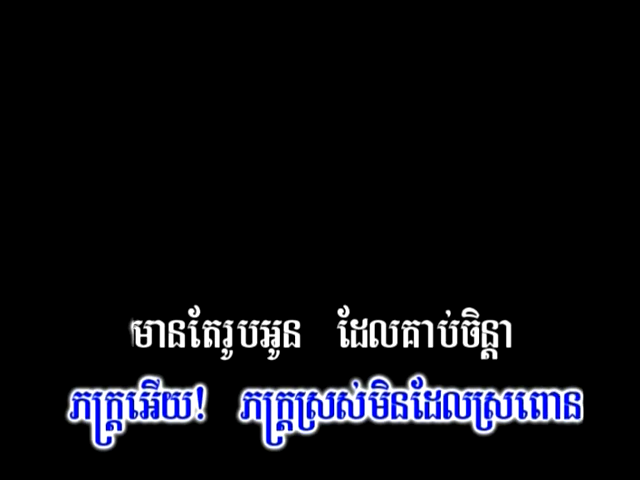 មានតែរូបអូន ដែលគាប់ចិន្តា
ភក្ត្រអើយ! ភក្ត្រស្រស់មិនដែលស្រពោន